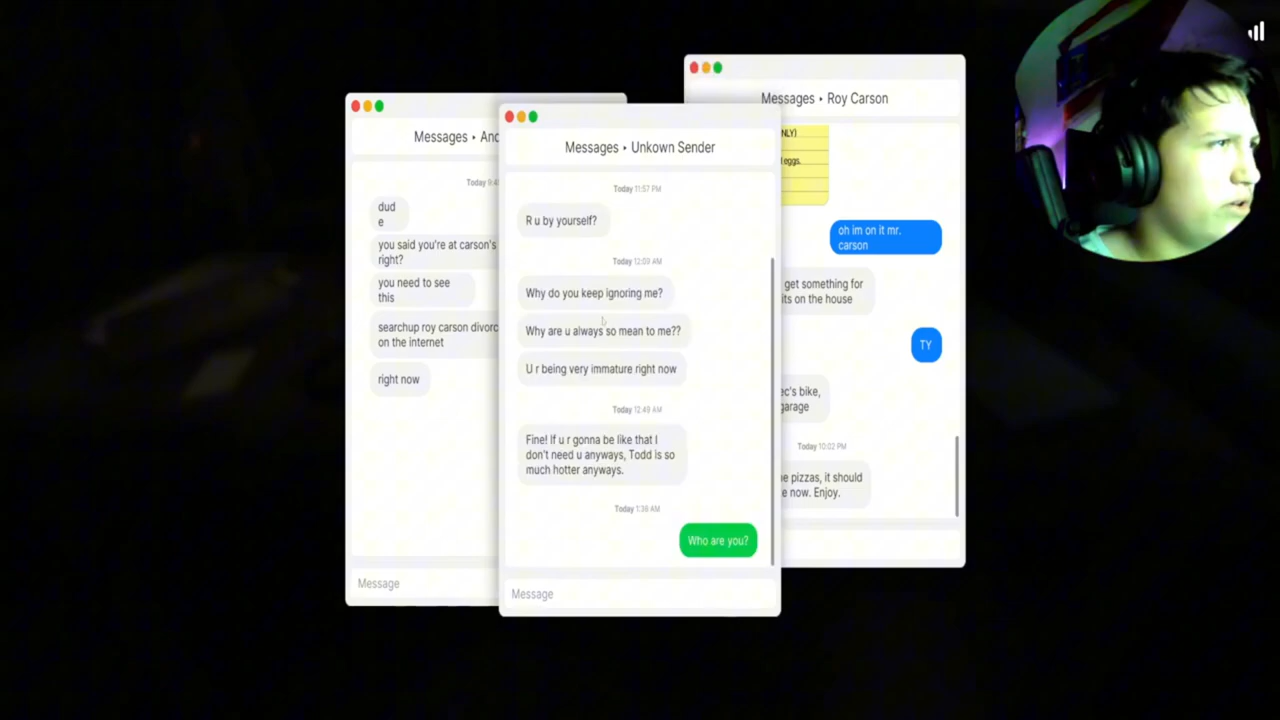 Messages ‣ Roy Carson
Messages ‣ 
Today
dud
e
you said you're at carson's
right?
you need to see
this
searchup roy carson
on the internet
right now
Message
Messages ‣ Unkown Sender
Today 11:57 PM
R u by yourself?
Today 12:09 AM
Why do you keep ignoring me?
Why are u always so mean to me??
U r being very immature right now
Today 12:49 AM
Fine! If u r gonna be like that I
don't need u anyways, Todd is so
much hotter anyways.
Today 1:39 AM
Who are you?
Message
eggs.
oh im on it mr.
carson
get something for
its on the house
TY
bike,
garage
Today 10:02 PM
pizzas, it should
now. Enjoy.